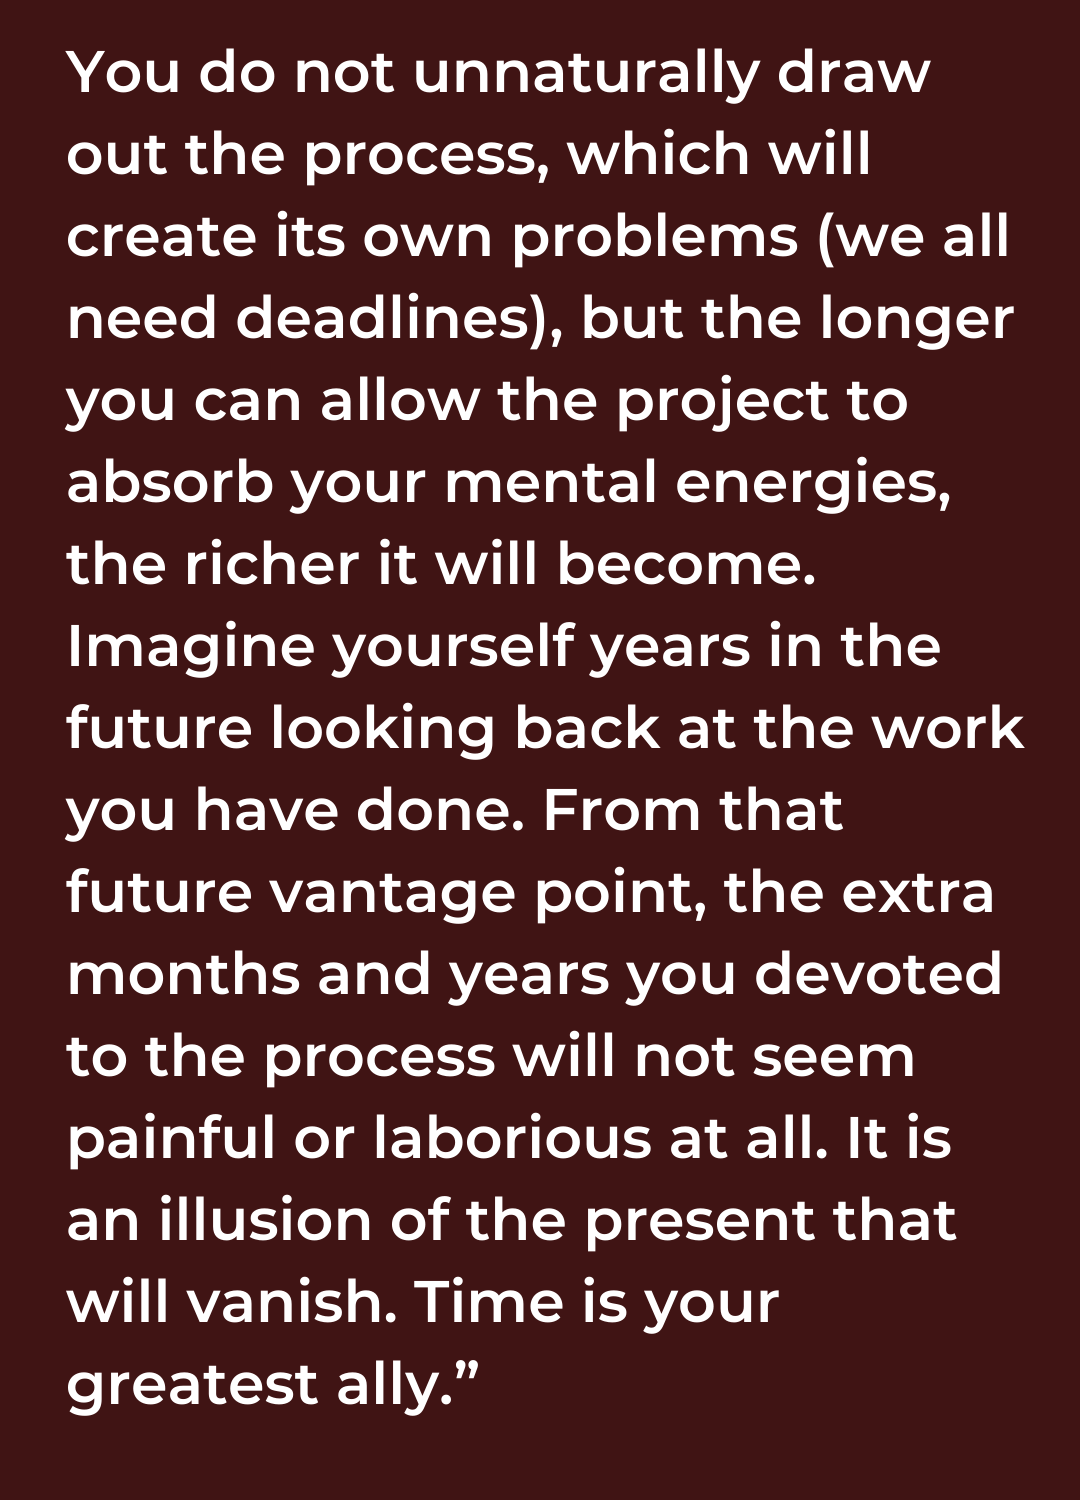 You do not unnaturally draw
out the process, which will
create its own problems (we all
need deadlines), but the longer
you can allow the project to
absorb your mental energies,
the richer it will become.
Imagine yourself years in the
future looking back at the work
you have done. From that
future vantage point, the extra
months and years you devoted
to the process will not seem
painful or laborious at all. It is
an illusion of the present that
will vanish. Time is your
greatest ally.”